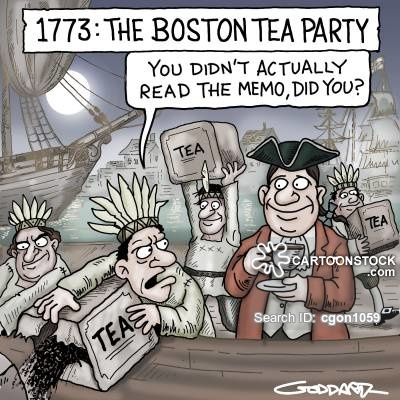 1773: THE BOSTON TEA PARTY
YOU DIDN'T ACTUALLY
READ THE MEMO, DID YOU?
TEA
TEA
TEA
CARTOONSTOCK
.com
Search ID: cgon1059
GODDARD